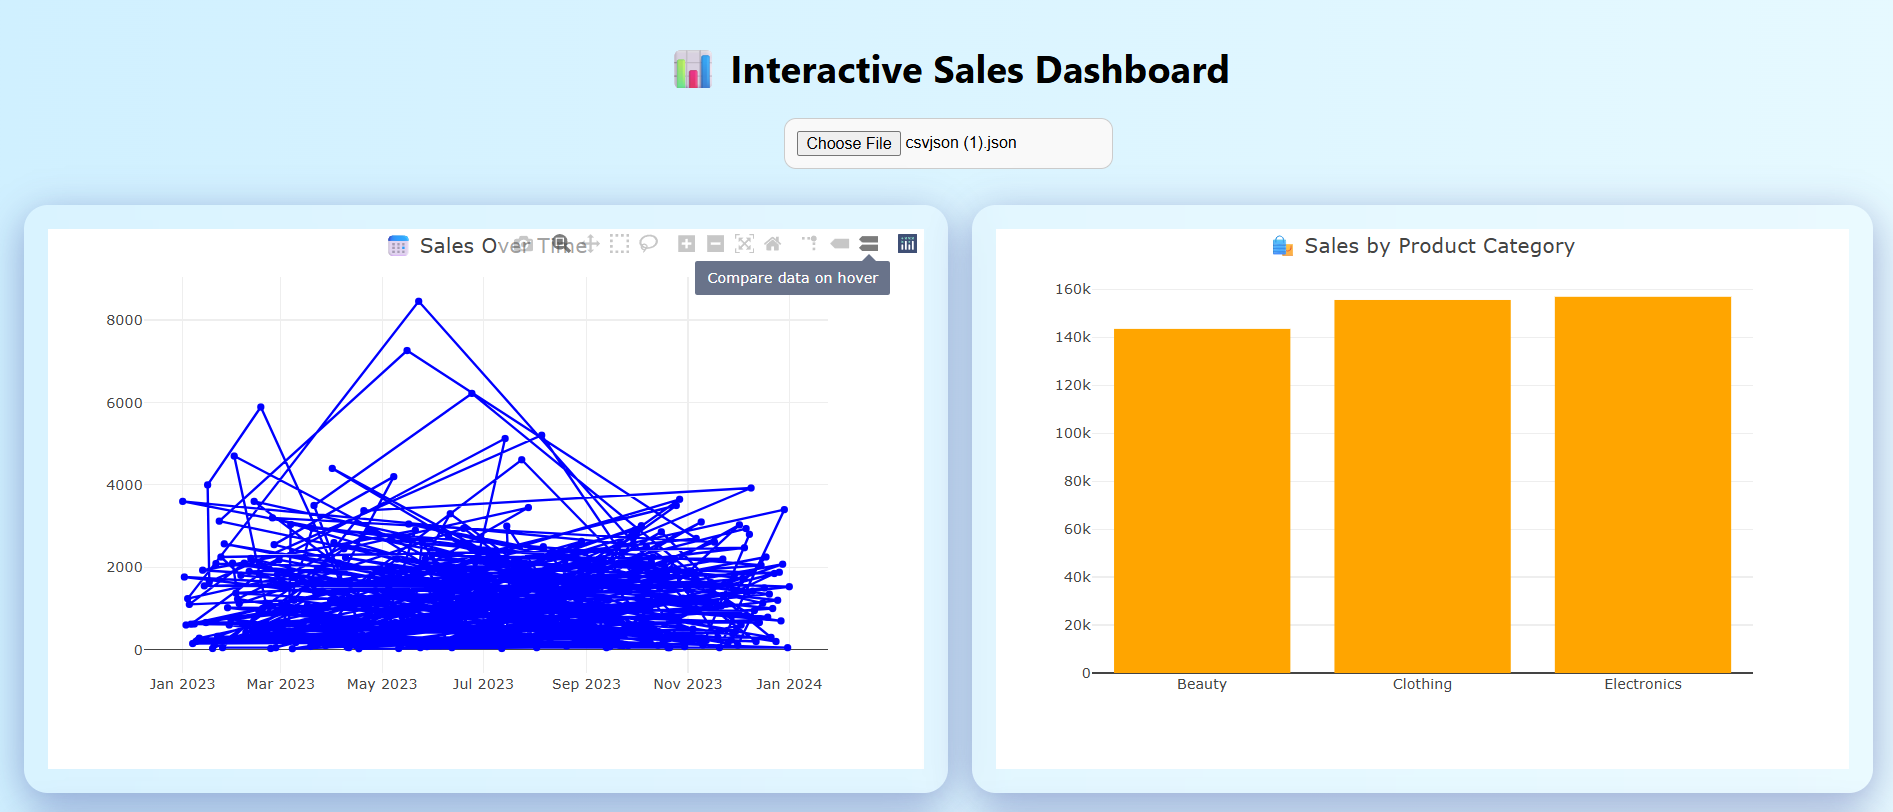 Interactive Sales Dashboard
Choose File csvjson (1).json
Sales Over Time
Compare data on hover
8000
6000
4000
2000
0
Jan 2023 Mar 2023 May 2023 Jul 2023 Sep 2023 Nov 2023 Jan 2024
Sales by Product Category
160k
140k
120k
100k
80k
60k
40k
20k
0
Beauty Clothing Electronics